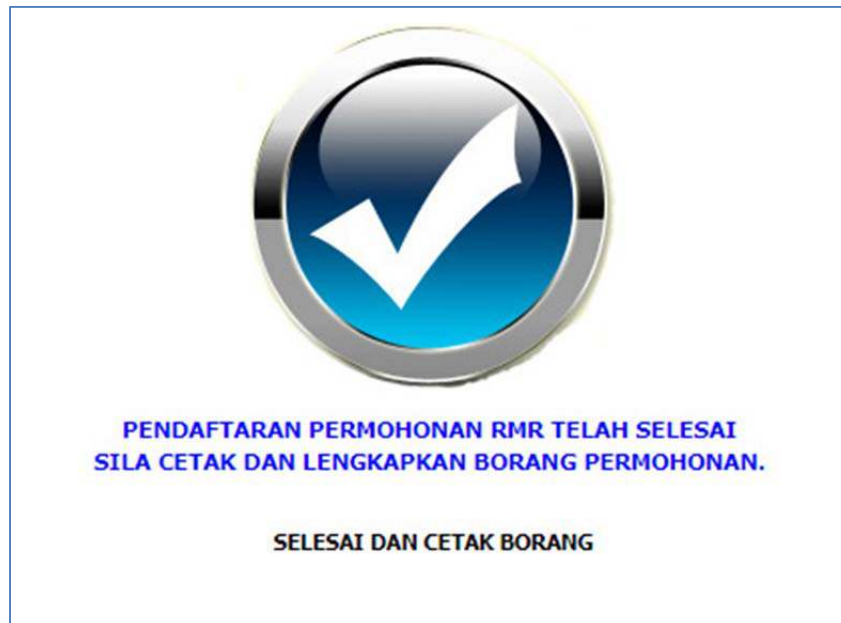 PENDAFTARAN PERMOHONAN RMR TELAH SELESAI
SILA CETAK DAN LENGKAPKAN BORANG PERMOHONAN.
SELESAI DAN CETAK BORANG